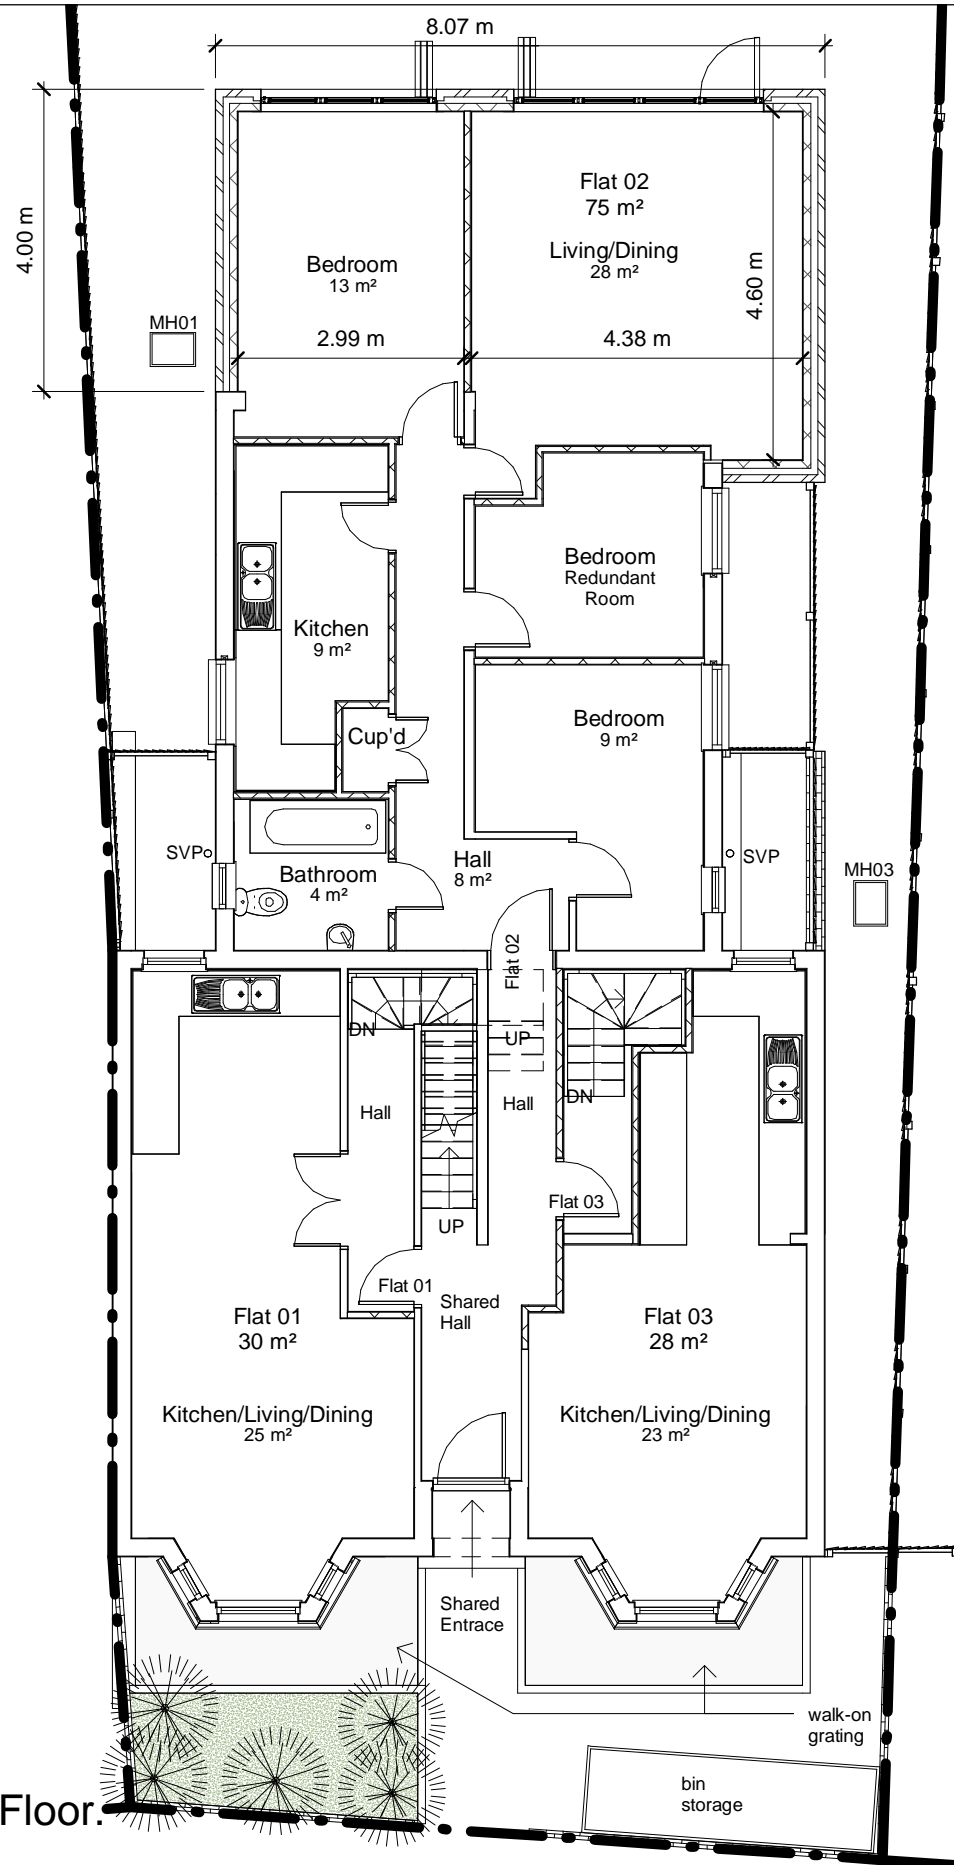 8.07 m
4.00 m
Flat 02
75 m²
Living/Dining
28 m²
Bedroom
13 m²
4.60 m
MH01
2.99 m
4.38 m
Bedroom
Redundant
Room
Kitchen
9 m²
Bedroom
9 m²
Cup'd
SVP
Bathroom
4 m²
Hall
8 m²
SVP
MH03
Flat 02
DN
UP
Hall
Hall
DN
Flat 03
UP
Flat 01
Shared
Hall
Flat 01
30 m²
Flat 03
28 m²
Kitchen/Living/Dining
25 m²
Kitchen/Living/Dining
23 m²
Shared
Entrace
walk-on
grating
bin
storage
Floor.